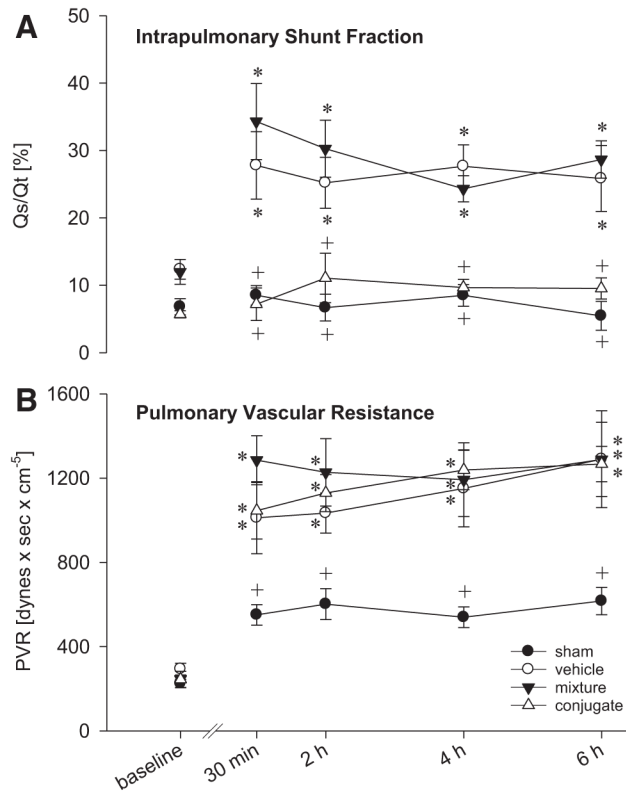 A
Intrapulmonary Shunt Fraction
Qs/Qt [%]
50
40
30
20
10
0
* * * *
* * * *
+ + + +
+ + + +
B
Pulmonary Vascular Resistance
PVR [dynes x sec x cm-5]
1600
1200
800
400
0
* * * *
* * * *
* * * *
+ + + +
sham
vehicle
mixture
conjugate
baseline
30 min
2 h
4 h
6 h